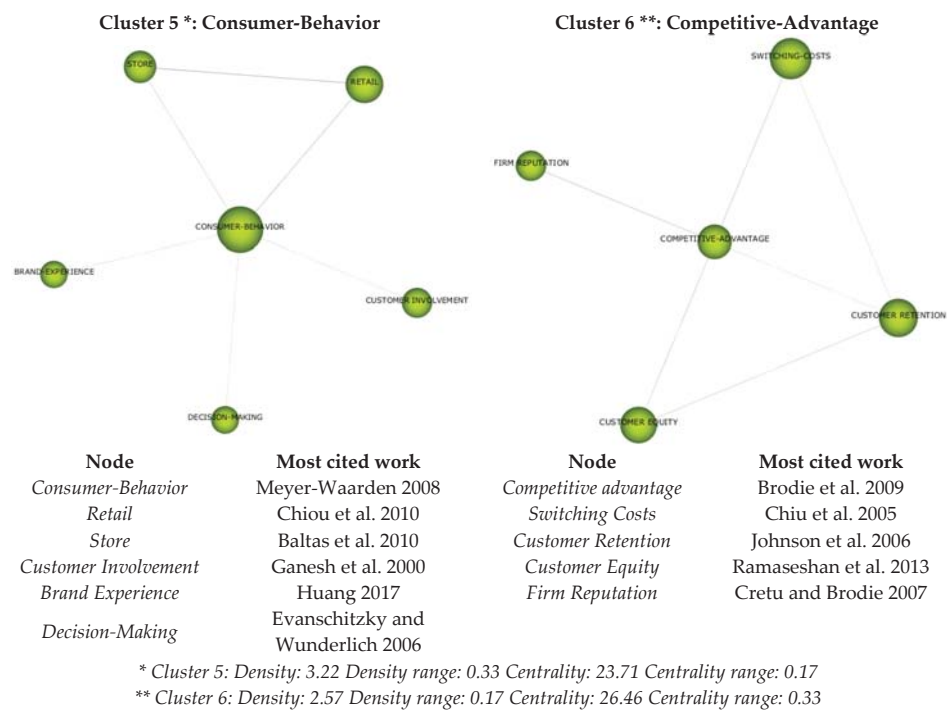 Cluster 5 *: Consumer-Behavior
STORE
RETAIL
CONSUMER-BEHAVIOR
BRAND-EXPERIENCE
CUSTOMER INVOLVEMENT
DECISION-MAKING
Cluster 6 **: Competitive-Advantage
SWITCHING-COSTS
FIRM REPUTATION
COMPETITIVE-ADVANTAGE
CUSTOMER RETENTION
CUSTOMER EQUITY
Node Most cited work
Consumer-Behavior Meyer-Waarden 2008
Retail Chiou et al. 2010
Store Baltas et al. 2010
Customer Involvement Ganesh et al. 2000
Brand Experience Huang 2017
Decision-Making Evanschitzky and
Wunderlich 2006
Node Most cited work
Competitive advantage Brodie et al. 2009
Switching Costs Chiu et al. 2005
Customer Retention Johnson et al. 2006
Customer Equity Ramaseshan et al. 2013
Firm Reputation Cretu and Brodie 2007
* Cluster 5: Density: 3.22 Density range: 0.33 Centrality: 23.71 Centrality range: 0.17
** Cluster 6: Density: 2.57 Density range: 0.17 Centrality: 26.46 Centrality range: 0.33